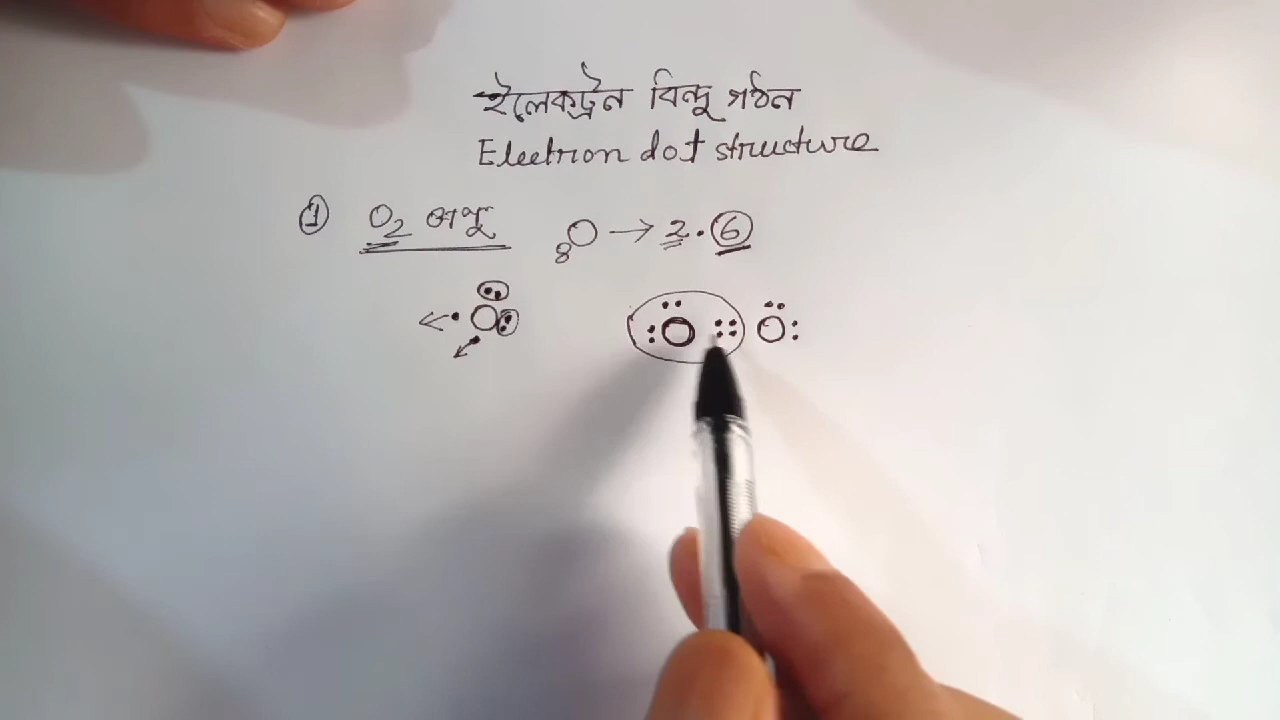 ইলেকট্রন বিন্দু গঠন
Electron dot structure
① O₂ অণু ₈O → 2.6
O
O O